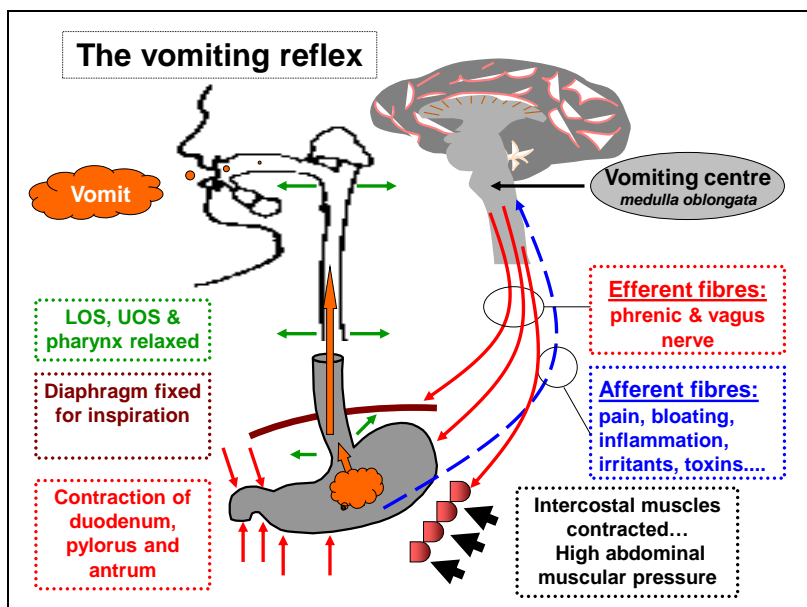 The vomiting reflex
Vomit
Vomiting centre
medulla oblongata
LOS, UOS &
pharynx relaxed
Diaphragm fixed
for inspiration
Contraction of
duodenum,
pylorus and
antrum
Efferent fibres:
phrenic & vagus
nerve
Afferent fibres:
pain, bloating,
inflammation,
irritants, toxins....
Intercostal muscles
contracted…
High abdominal
muscular pressure